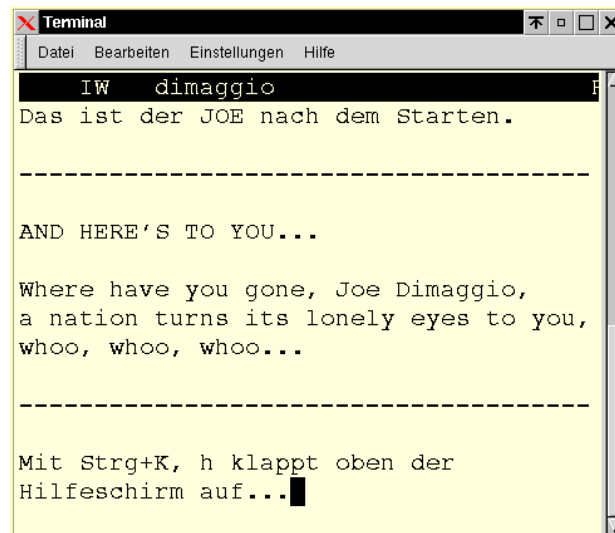 Terminal
Datei Bearbeiten Einstellungen Hilfe
IW dimaggio
Das ist der JOE nach dem Starten.
--------------------------------------
AND HERE'S TO YOU...
Where have you gone, Joe Dimaggio,
a nation turns its lonely eyes to you,
whoo, whoo, whoo...
--------------------------------------
Mit Strg+K, h klappt oben der
Hilfeschirm auf...